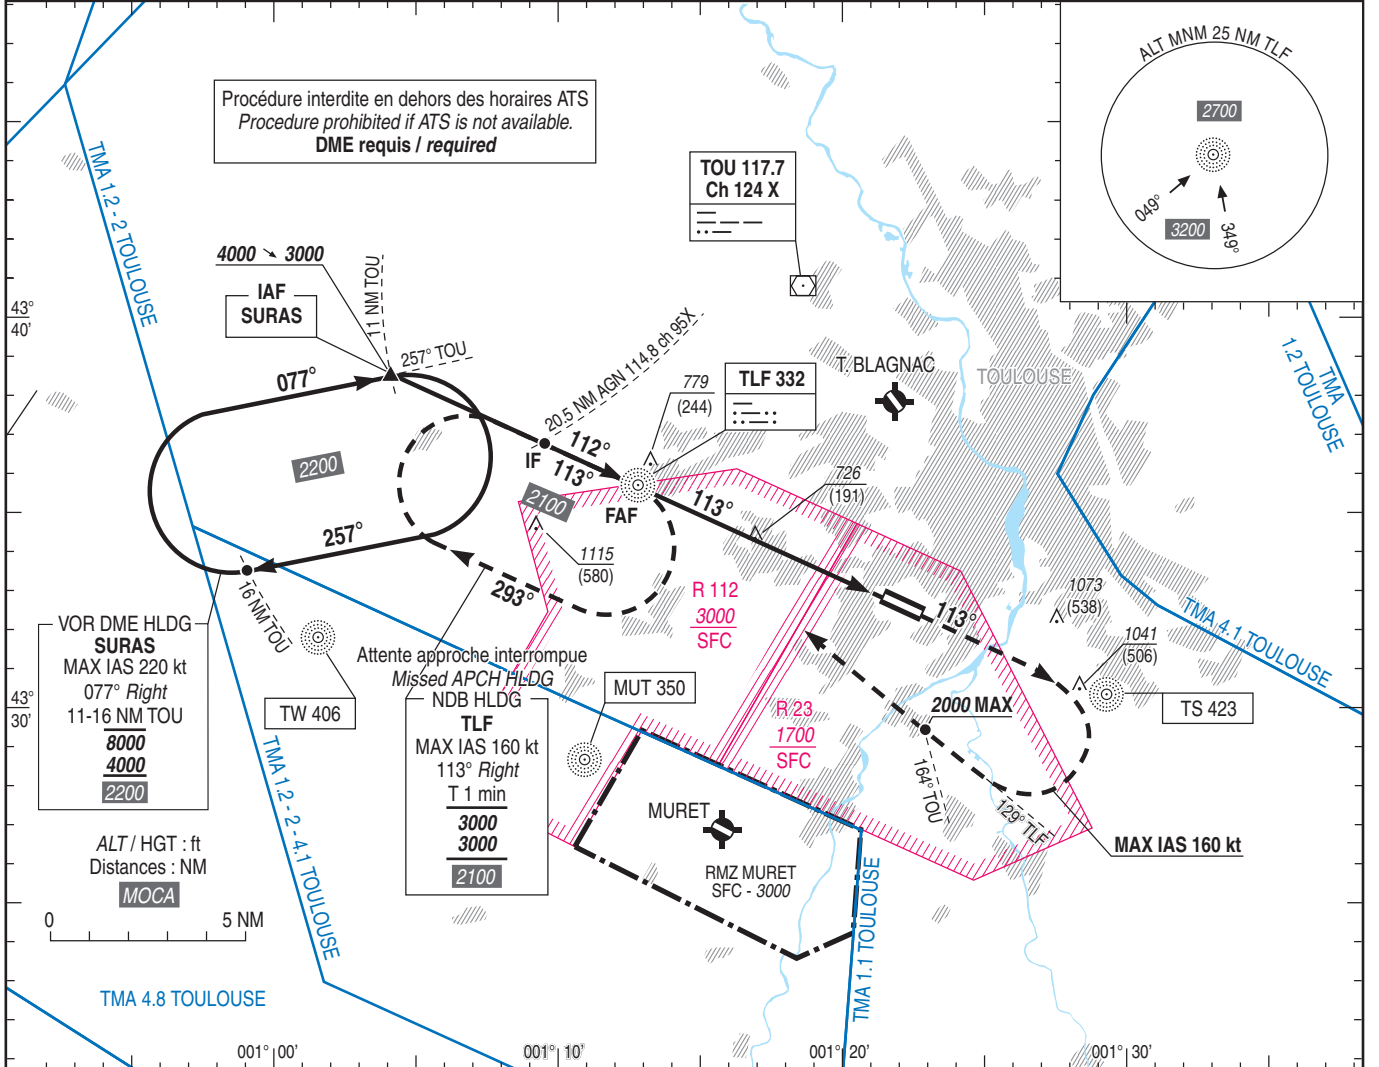 Procédure interdite en dehors des horaires ATS
Procedure prohibited if ATS is not available.
DME requis / required
ALT MNM 25 NM TLF
2700
049°
3200
349°
TOU 117.7
Ch 124 X
TMA 1.2 - 2 TOULOUSE
4000 ↘ 3000
IAF
SURAS
11 NM TOU
257° TOU
43°
40'
077°
20.5 NM AGN 114.8 ch 95X
779
(244)
TLF 332
T. BLAGNAC
TOULOUSE
TMA
1.2 TOULOUSE
2200
IF
112°
113°
2100
FAF
113°
726
(191)
257°
1115
(580)
293°
R 112
3000
SFC
113°
1073
(538)
1041
(506)
TMA 4.1 TOULOUSE
16 NM TOU
VOR DME HLDG
SURAS
MAX IAS 220 kt
077° Right
11-16 NM TOU
8000
4000
2200
TW 406
Attente approche interrompue
Missed APCH HLDG
NDB HLDG
TLF
MAX IAS 160 kt
113° Right
T 1 min
3000
3000
2100
MUT 350
R 23
1700
SFC
2000 MAX
TS 423
43°
30'
164° TOU
129° TLF
MAX IAS 160 kt
MURET
RMZ MURET
SFC - 3000
TMA 1.2 - 2 - 4.1 TOULOUSE
TMA 1.1 TOULOUSE
ALT / HGT : ft
Distances : NM
MOCA
0 5 NM
TMA 4.8 TOULOUSE
001° 00'
001° 10'
001° 20'
001° 30'